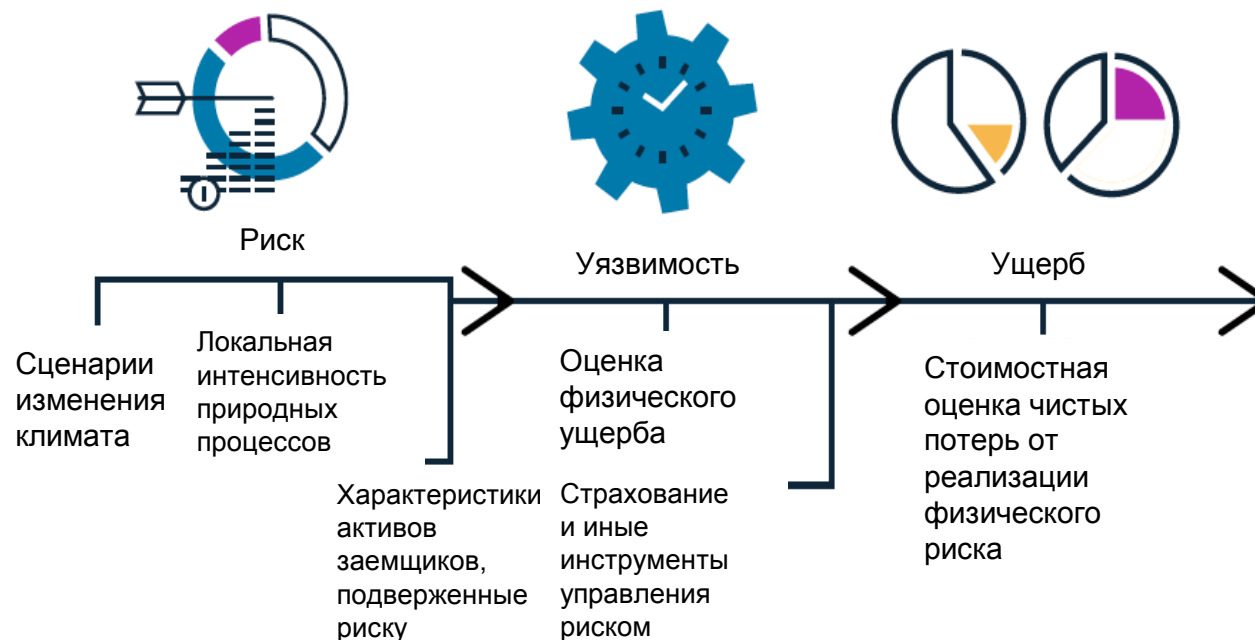 Риск
Уязвимость
Ущерб
Сценарии
изменения
климата
Локальная
интенсивность
природных
процессов
Характеристики
активов
заемщиков,
подверженные
риску
Оценка
физического
ущерба
Страхование
и иные
инструменты
управления
риском
Стоимостная
оценка чистых
потерь от
реализации
физического
риска